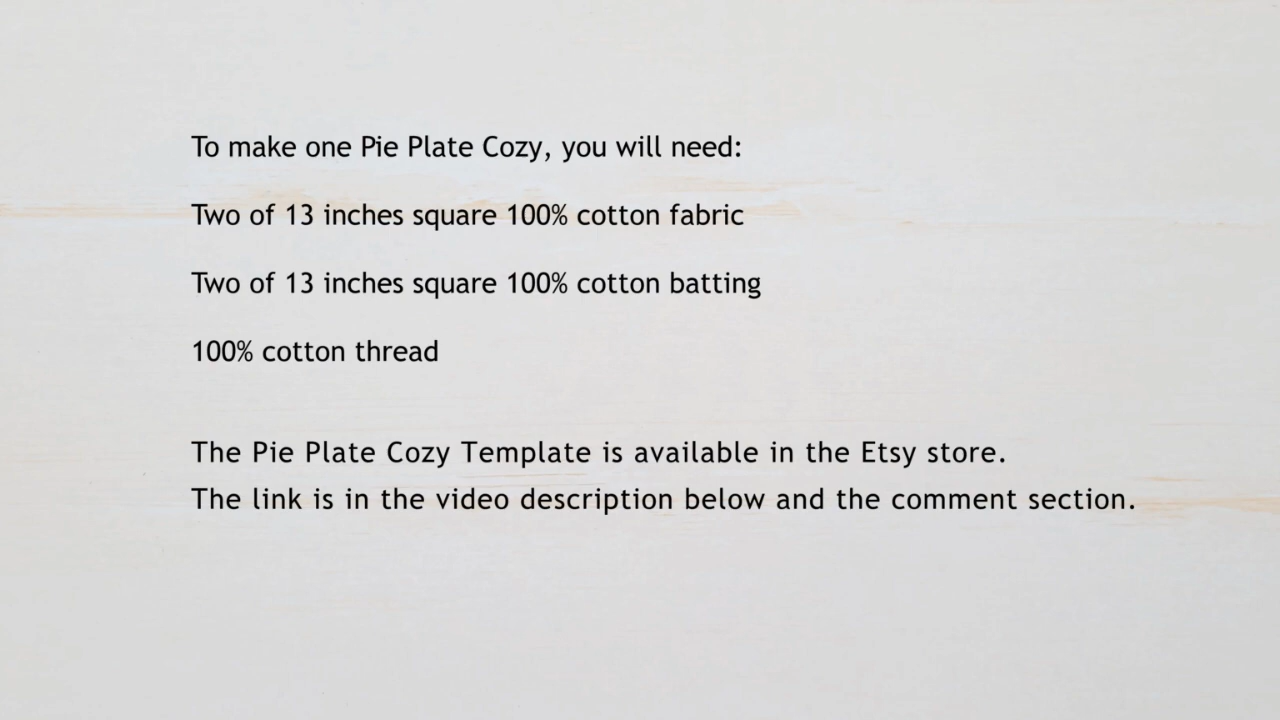 To make one Pie Plate Cozy, you will need:
Two of 13 inches square 100% cotton fabric
Two of 13 inches square 100% cotton batting
100% cotton thread
The Pie Plate Cozy Template is available in the Etsy store.
The link is in the video description below and the comment section.